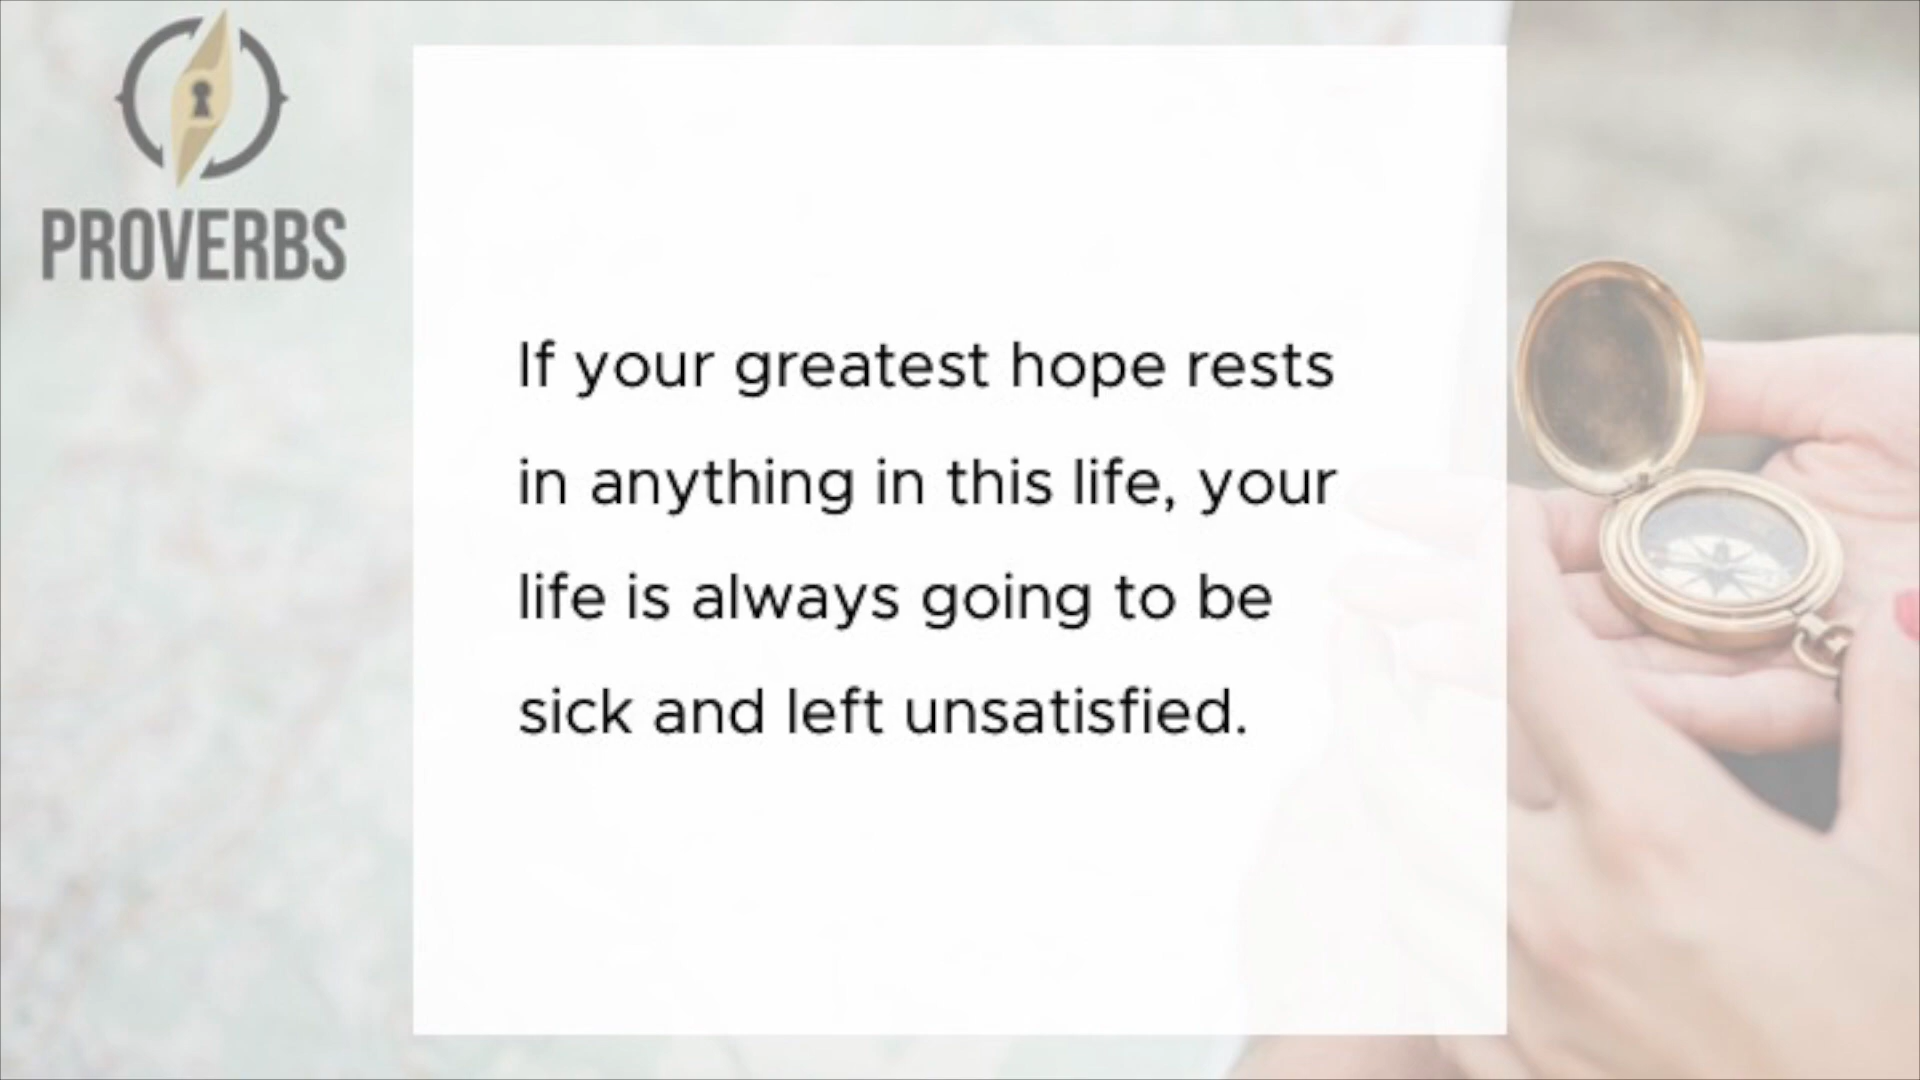 PROVERBS
If your greatest hope rests
in anything in this life, your
life is always going to be
sick and left unsatisfied.